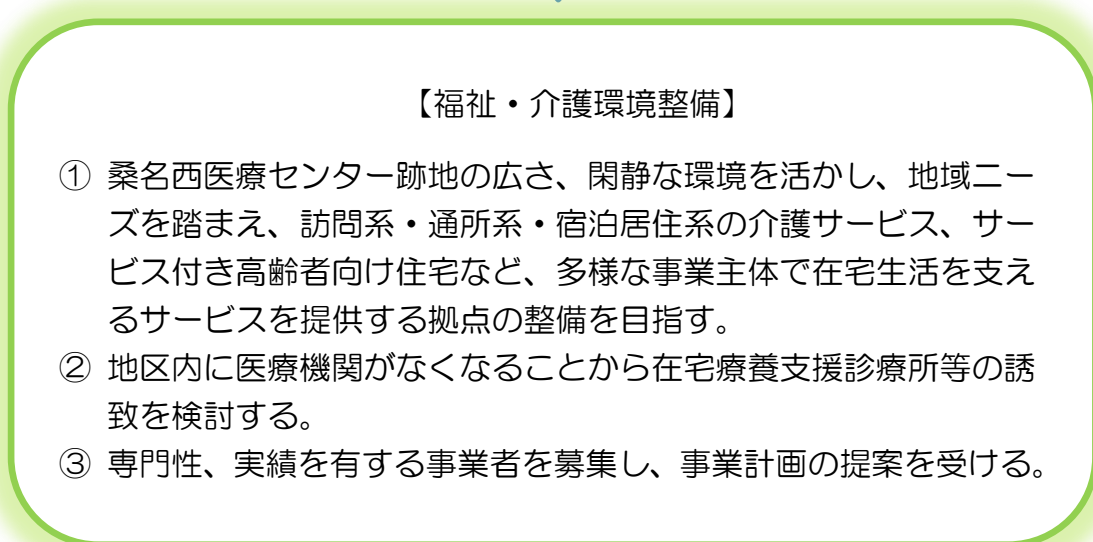 【福祉・介護環境整備】
① 桑名西医療センター跡地の広さ、閑静な環境を活かし、地域ニー
ズを踏まえ、訪問系・通所系・宿泊居住系の介護サービス、サー
ビス付き高齢者向け住宅など、多様な事業主体で在宅生活を支え
るサービスを提供する拠点の整備を目指す。
② 地区内に医療機関がなくなることから在宅療養支援診療所等の誘
致を検討する。
③ 専門性、実績を有する事業者を募集し、事業計画の提案を受ける。